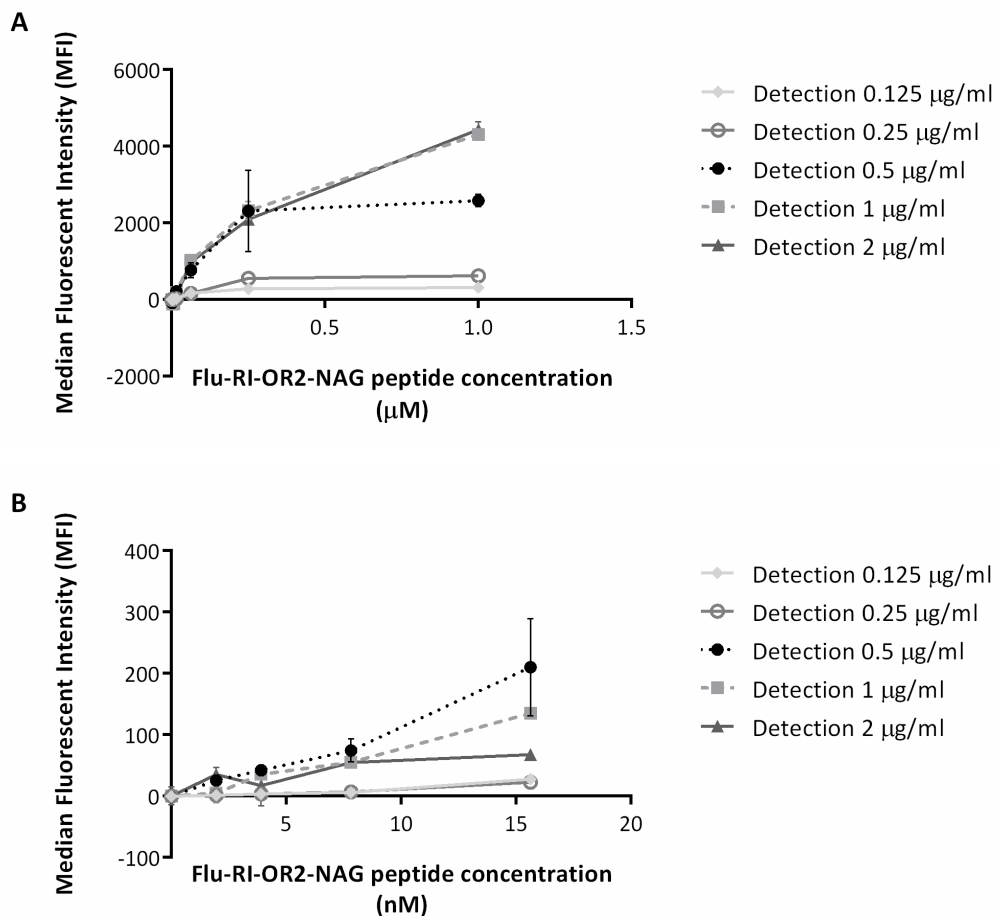 A
Median Fluorescent Intensity (MFI)
6000
4000
2000
0
-2000
0.5
1.0
1.5
Flu-RI-OR2-NAG peptide concentration
(μM)
Detection 0.125 μg/ml
Detection 0.25 μg/ml
Detection 0.5 μg/ml
Detection 1 μg/ml
Detection 2 μg/ml
B
Median Fluorescent Intensity (MFI)
400
300
200
100
0
-100
5
10
15
20
Flu-RI-OR2-NAG peptide concentration
(nM)
Detection 0.125 μg/ml
Detection 0.25 μg/ml
Detection 0.5 μg/ml
Detection 1 μg/ml
Detection 2 μg/ml